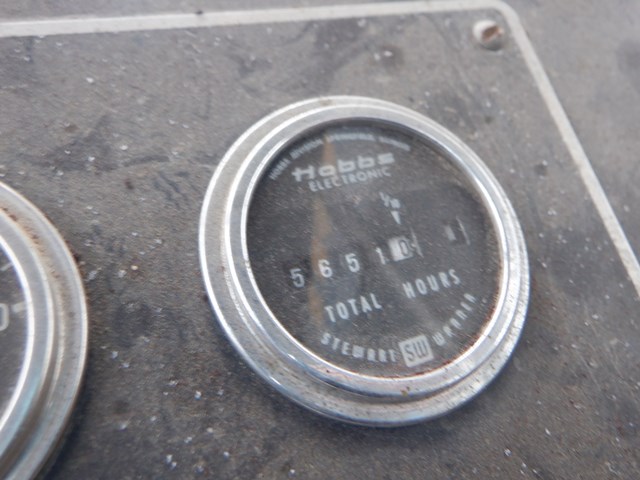 Hobbs
ELECTRONIC
1/10
5 6 5 1 0
TOTAL HOURS
STEWART SW WARNER